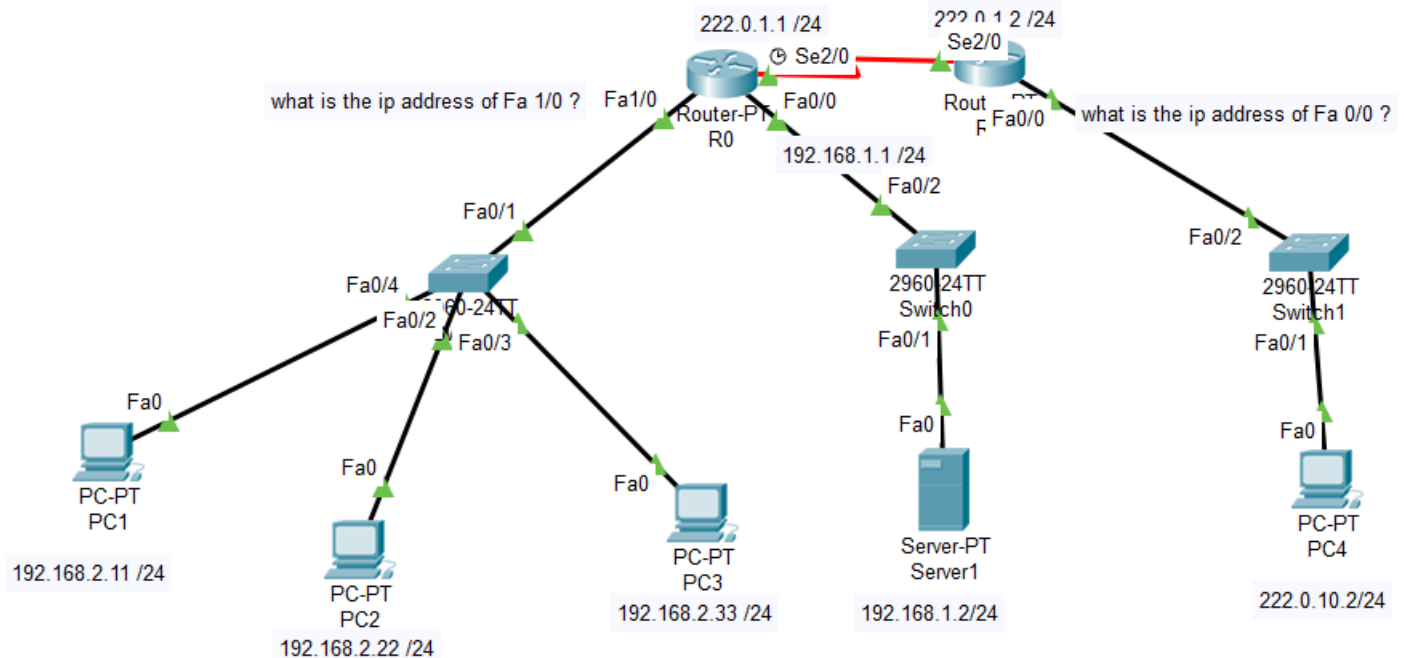 222.0.1.1 /24
222.0.1.2 /24
Se2/0
Se2/0
what is the ip address of Fa 1/0 ?
Fa1/0
Fa0/0
Router-PT
R0
Fa0/0
what is the ip address of Fa 0/0 ?
192.168.1.1 /24
Fa0/2
Fa0/1
Fa0/2
Fa0/4
Fa0/2
Fa0/3
2960-24TT
Switch0
2960-24TT
Switch1
Fa0/1
Fa0/1
Fa0
Fa0
Fa0
Fa0
Fa0
PC-PT
PC1
192.168.2.11 /24
PC-PT
PC2
192.168.2.22 /24
PC-PT
PC3
192.168.2.33 /24
Server-PT
Server1
192.168.1.2/24
PC-PT
PC4
222.0.10.2/24